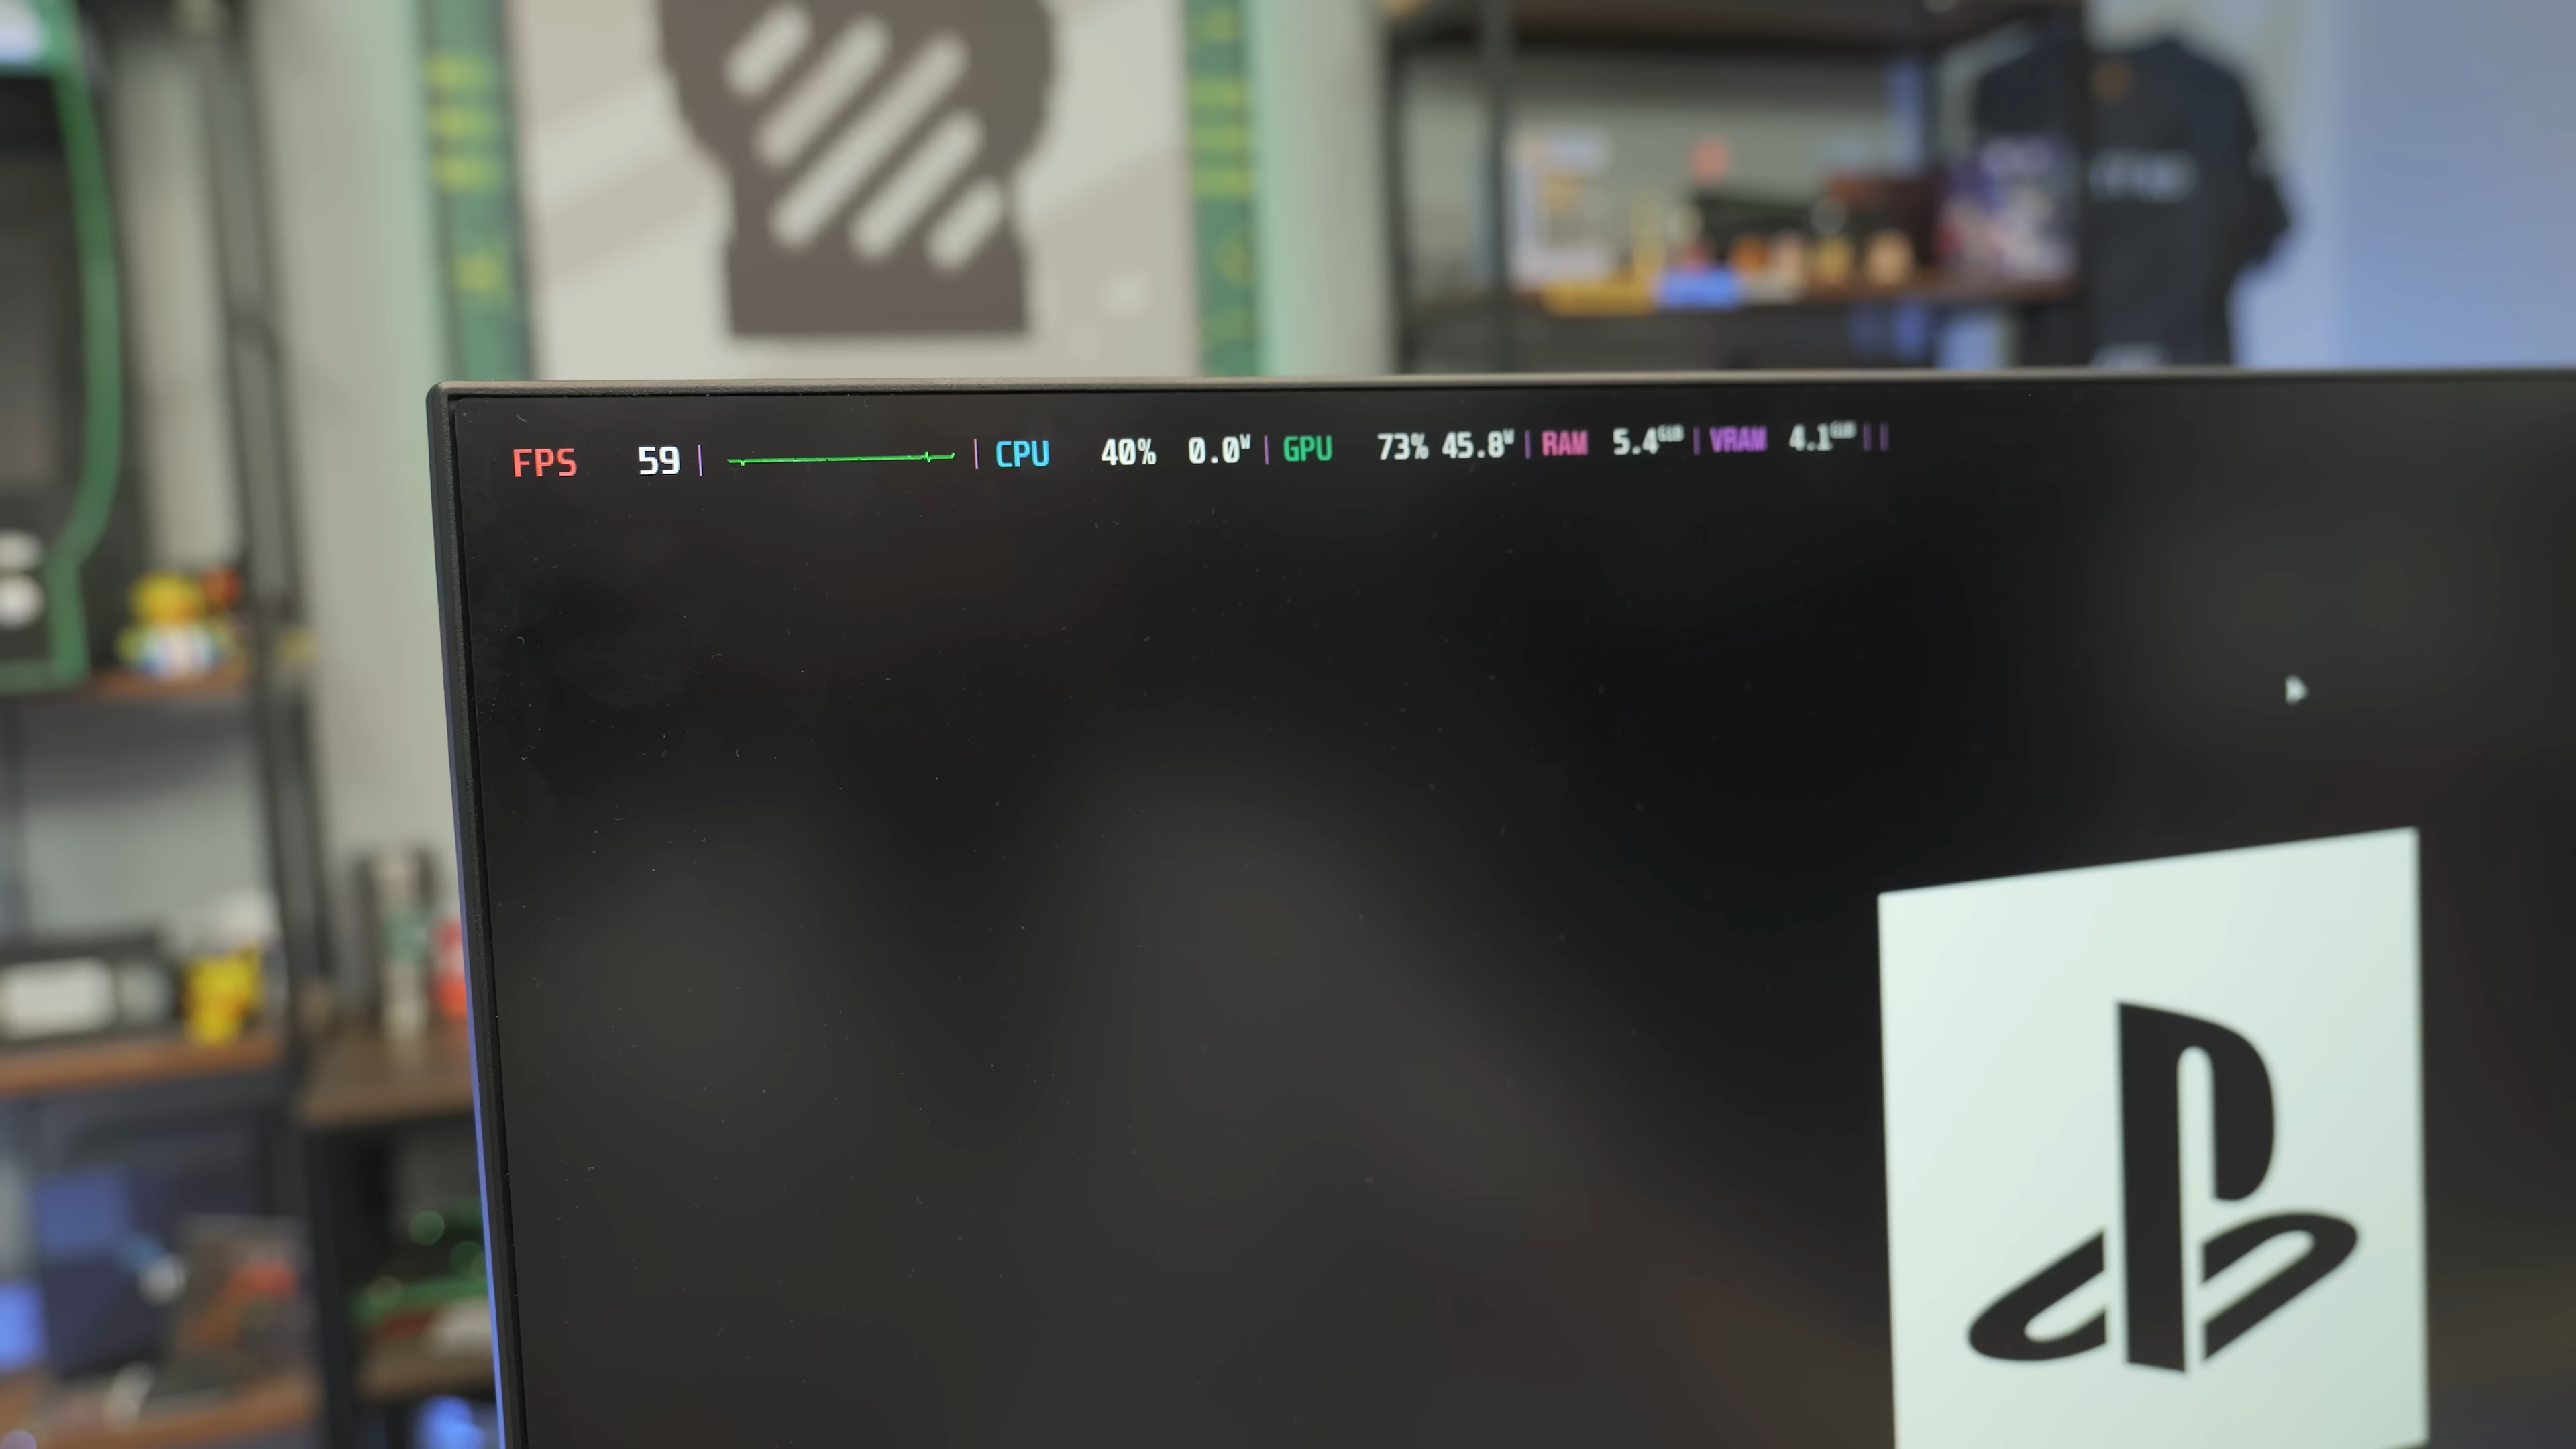 FPS 59 | | CPU 40% 0.0W | GPU 73% 45.8W | RAM 5.4GiB | VRAM 4.1GiB | |